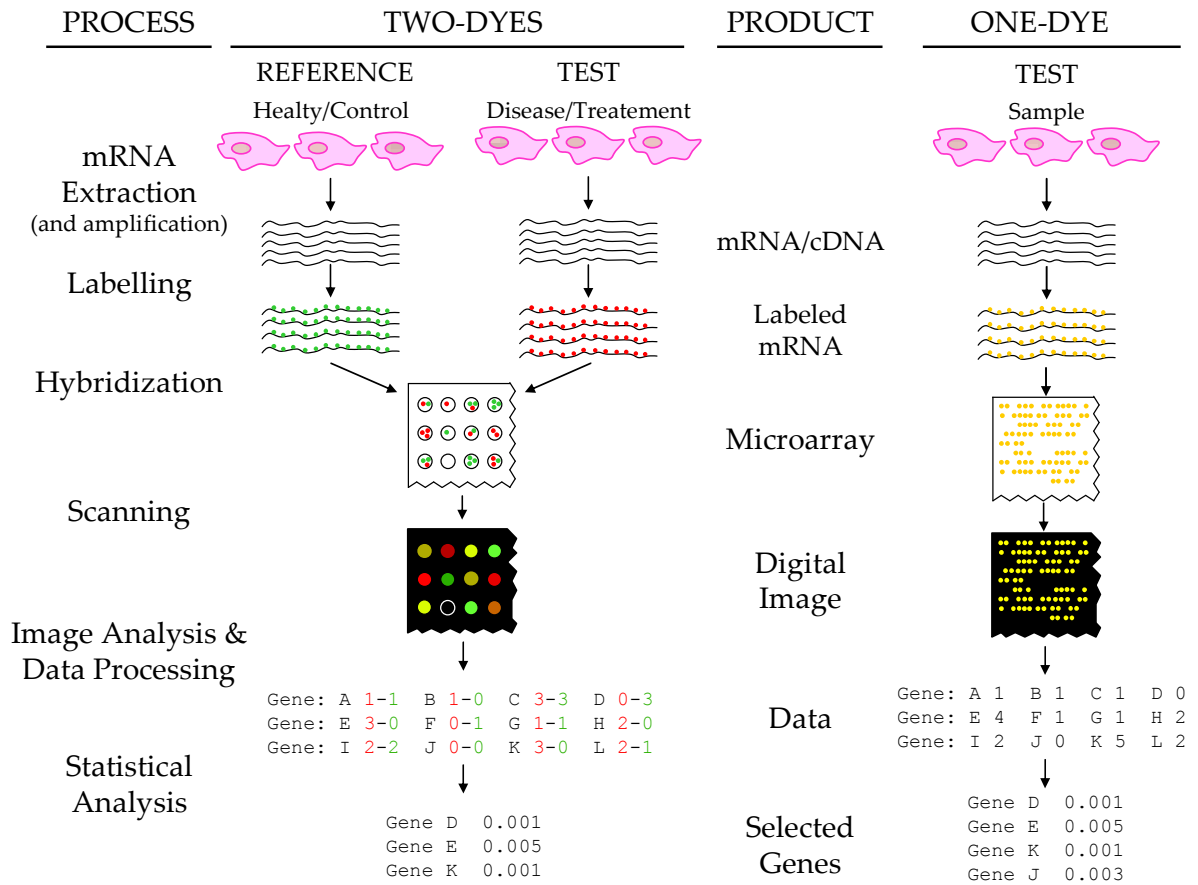 PROCESS TWO-DYES PRODUCT ONE-DYE
REFERENCE TEST TEST
Healty/Control Disease/Treatement Sample
mRNA
Extraction
(and amplification)
mRNA/cDNA
Labelling
Labeled
mRNA
Hybridization
Microarray
Scanning
Digital
Image
Image Analysis &
Data Processing
Gene: A 1-1 B 1-0 C 3-3 D 0-3
Gene: E 3-0 F 0-1 G 1-1 H 2-0
Gene: I 2-2 J 0-0 K 3-0 L 2-1
Data
Gene: A 1 B 1 C 1 D 0
Gene: E 4 F 1 G 1 H 2
Gene: I 2 J 0 K 5 L 2
Statistical
Analysis
Gene D 0.001
Gene E 0.005
Gene K 0.001
Selected
Genes
Gene D 0.001
Gene E 0.005
Gene K 0.001
Gene J 0.003